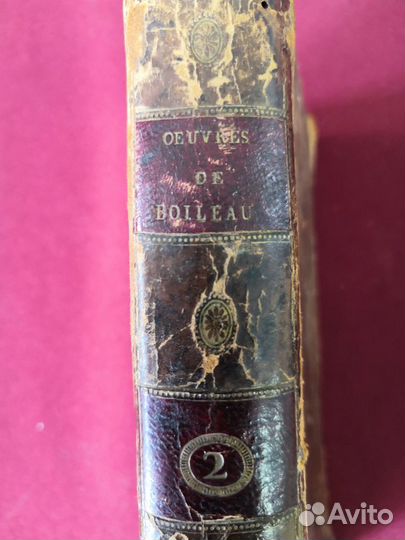 OEUVRES
DE
BOILEAU
2
Avito